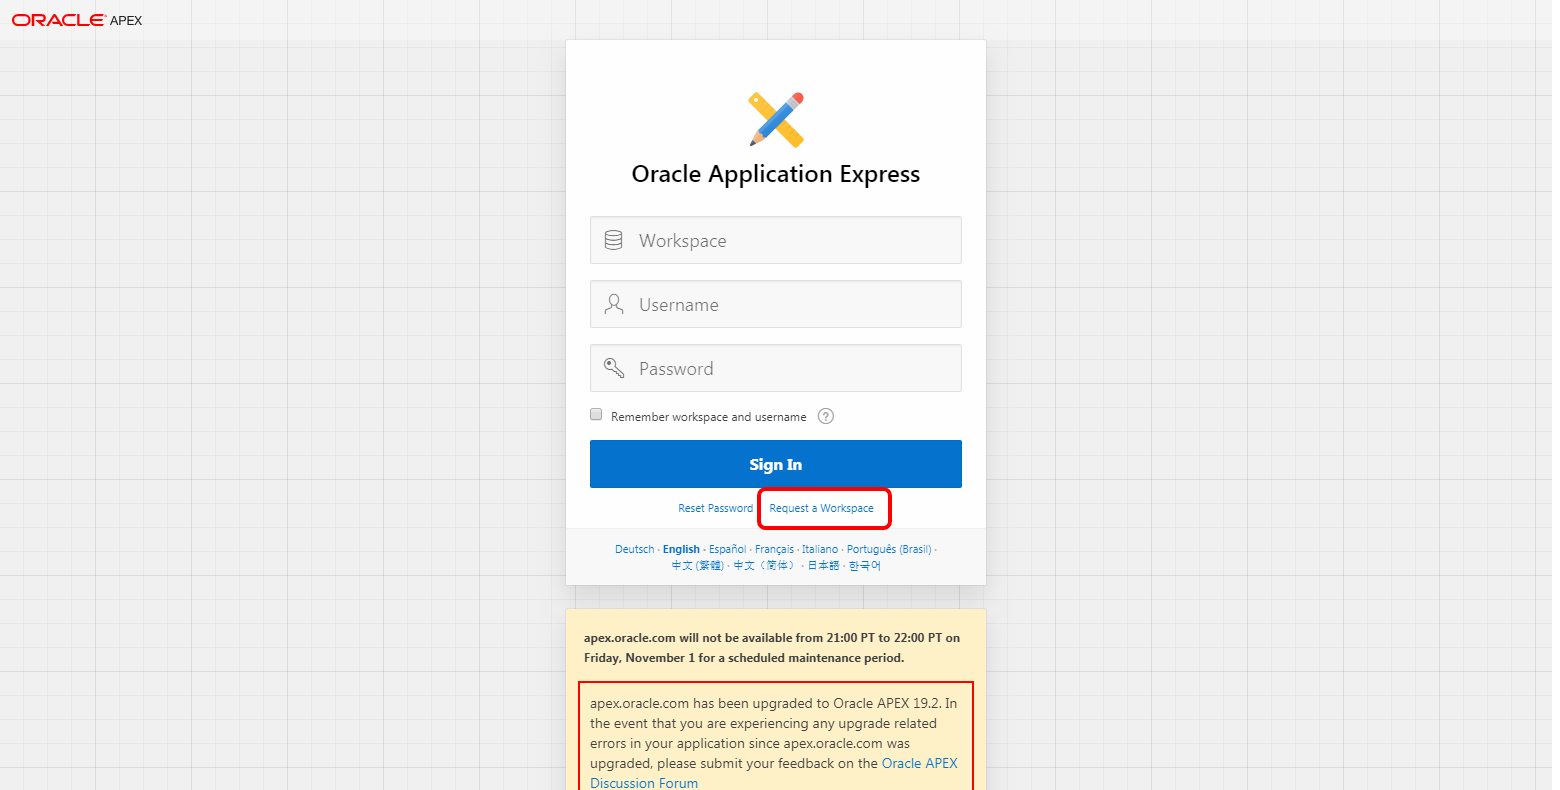 ORACLE APEX
Oracle Application Express
Workspace
Username
Password
Remember workspace and username ?
Sign In
Reset Password Request a Workspace
Deutsch · English · Español · Français · Italiano · Português (Brasil) ·
中文 (繁體) · 中文（简体） · 日本語 · 한국어
apex.oracle.com will not be available from 21:00 PT to 22:00 PT on
Friday, November 1 for a scheduled maintenance period.
apex.oracle.com has been upgraded to Oracle APEX 19.2. In
the event that you are experiencing any upgrade related
errors in your application since apex.oracle.com was
upgraded, please submit your feedback on the Oracle APEX
Discussion Forum